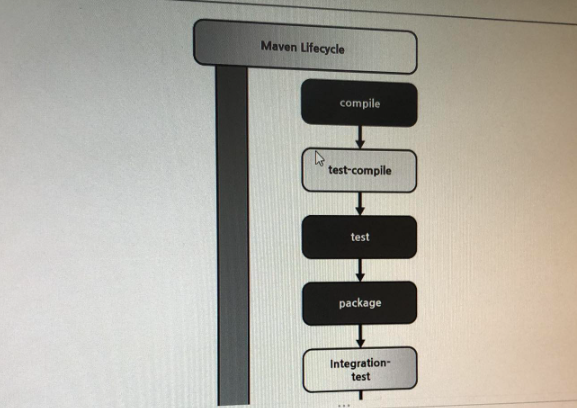 Maven Lifecycle
compile
test-compile
test
package
Integration-
test
...